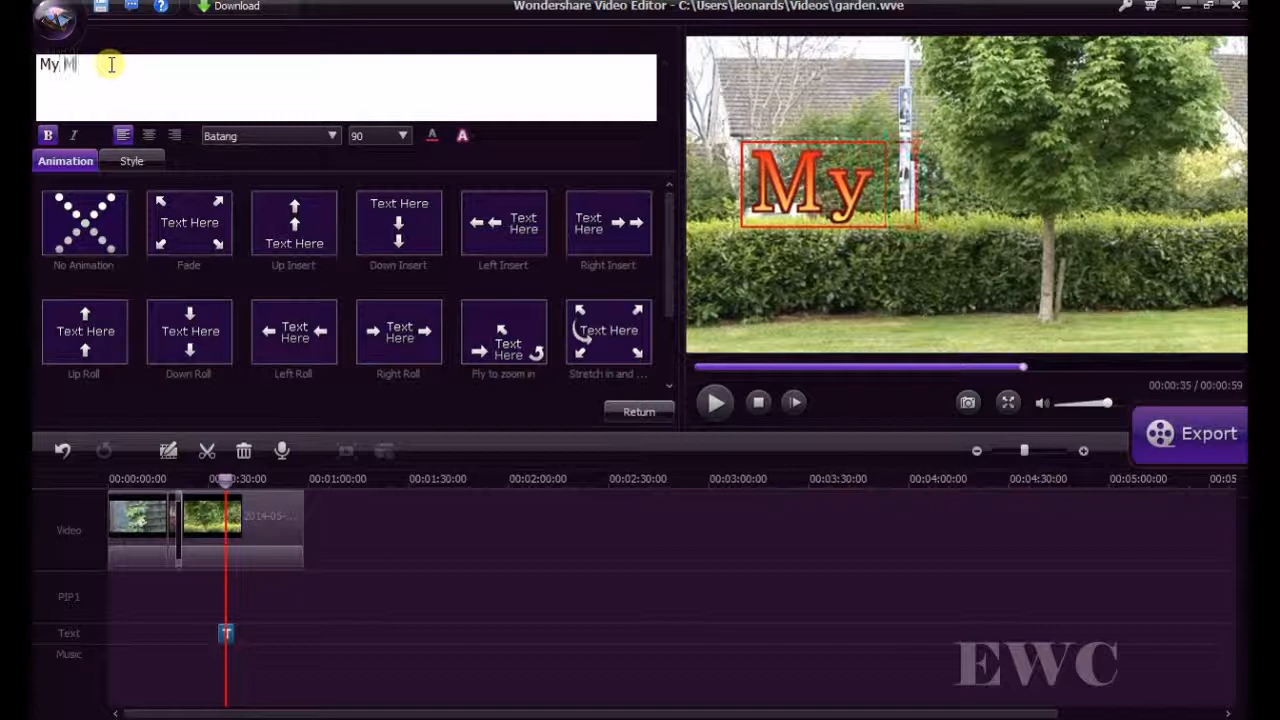 Download
Wondershare Video Editor - C:\Users\leonards\Videos\garden.wve
My M
B I
Batang
90
A
A
Animation
Style
Text Here
Text Here
Text Here
Text Here
Text Here
No Animation
Fade
Up Insert
Down Insert
Left Insert
Right Insert
Text Here
Text Here
Text Here
Text Here
Text Here
Text Here
Up Roll
Down Roll
Left Roll
Right Roll
Fly to zoom in
Stretch in and ...
Return
My
00:00:35 / 00:00:59
Export
00:00:00:00
00:01:00:00
00:01:30:00
00:02:00:00
00:02:30:00
00:03:00:00
00:03:30:00
00:04:00:00
00:04:30:00
00:05:00:00
00:05
Video
2014-05-...
PIP1
Text
T
Music
EWC